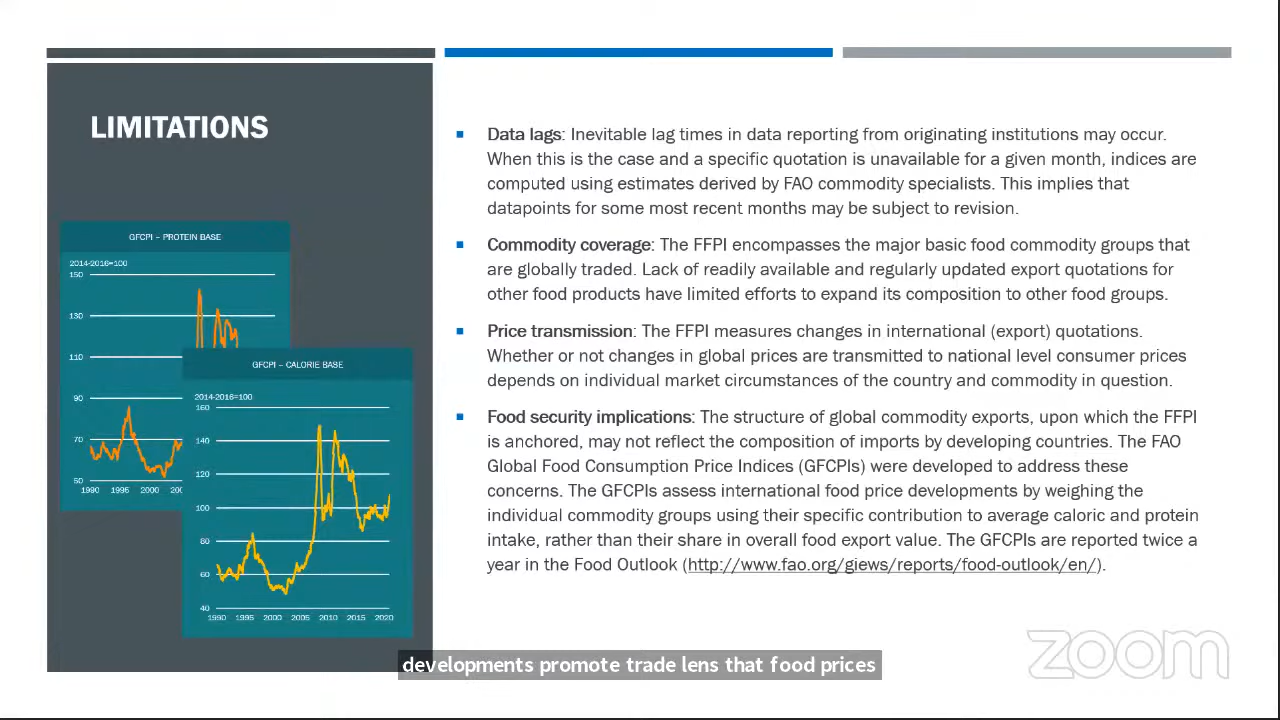 LIMITATIONS
GFCPI – PROTEIN BASE
2014-2016=100
150
130
110
90
70
50
1990 1995 2000 200
GFCPI – CALORIE BASE
2014-2016=100
160
140
120
100
80
60
40
1990 1995 2000 2005 2010 2015 2020
Data lags: Inevitable lag times in data reporting from originating institutions may occur.
When this is the case and a specific quotation is unavailable for a given month, indices are
computed using estimates derived by FAO commodity specialists. This implies that
datapoints for some most recent months may be subject to revision.
Commodity coverage: The FFPI encompasses the major basic food commodity groups that
are globally traded. Lack of readily available and regularly updated export quotations for
other food products have limited efforts to expand its composition to other food groups.
Price transmission: The FFPI measures changes in international (export) quotations.
Whether or not changes in global prices are transmitted to national level consumer prices
depends on individual market circumstances of the country and commodity in question.
Food security implications: The structure of global commodity exports, upon which the FFPI
is anchored, may not reflect the composition of imports by developing countries. The FAO
Global Food Consumption Price Indices (GFCPIs) were developed to address these
concerns. The GFCPIs assess international food price developments by weighing the
individual commodity groups using their specific contribution to average caloric and protein
intake, rather than their share in overall food export value. The GFCPIs are reported twice a
year in the Food Outlook (http://www.fao.org/giews/reports/food-outlook/en/).
developments promote trade lens that food prices
zoom